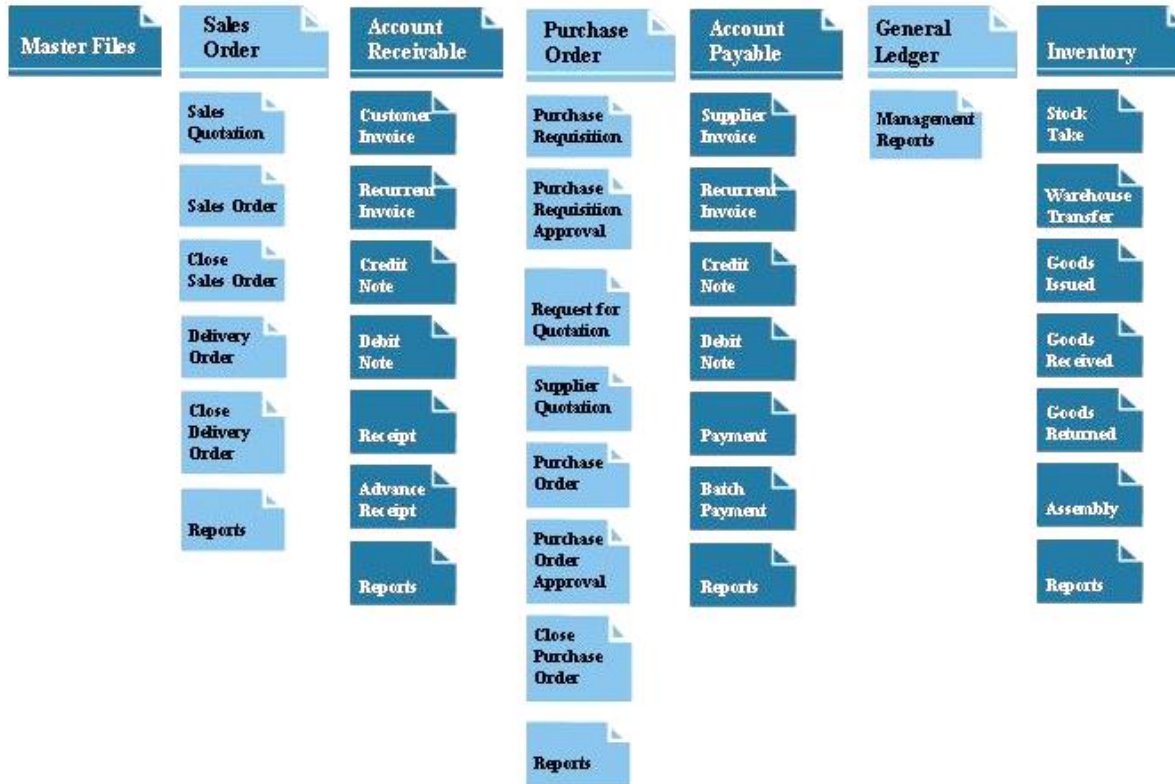 Master Files
Sales
Order
Account
Receivable
Purchase
Order
Account
Payable
General
Ledger
Inventory
Sales
Quotation
Sales Order
Close
Sales Order
Delivery
Order
Close
Delivery
Order
Reports
Customer
Invoice
Recurrent
Invoice
Credit
Note
Debit
Note
Receipt
Advance
Receipt
Reports
Purchase
Requisition
Purchase
Requisition
Approval
Request for
Quotation
Supplier
Quotation
Purchase
Order
Purchase
Order
Approval
Close
Purchase
Order
Reports
Supplier
Invoice
Recurrent
Invoice
Credit
Note
Debit
Note
Payment
Batch
Payment
Reports
Management
Reports
Stock
Take
Warehouse
Transfer
Goods
Issued
Goods
Received
Goods
Returned
Assembly
Reports